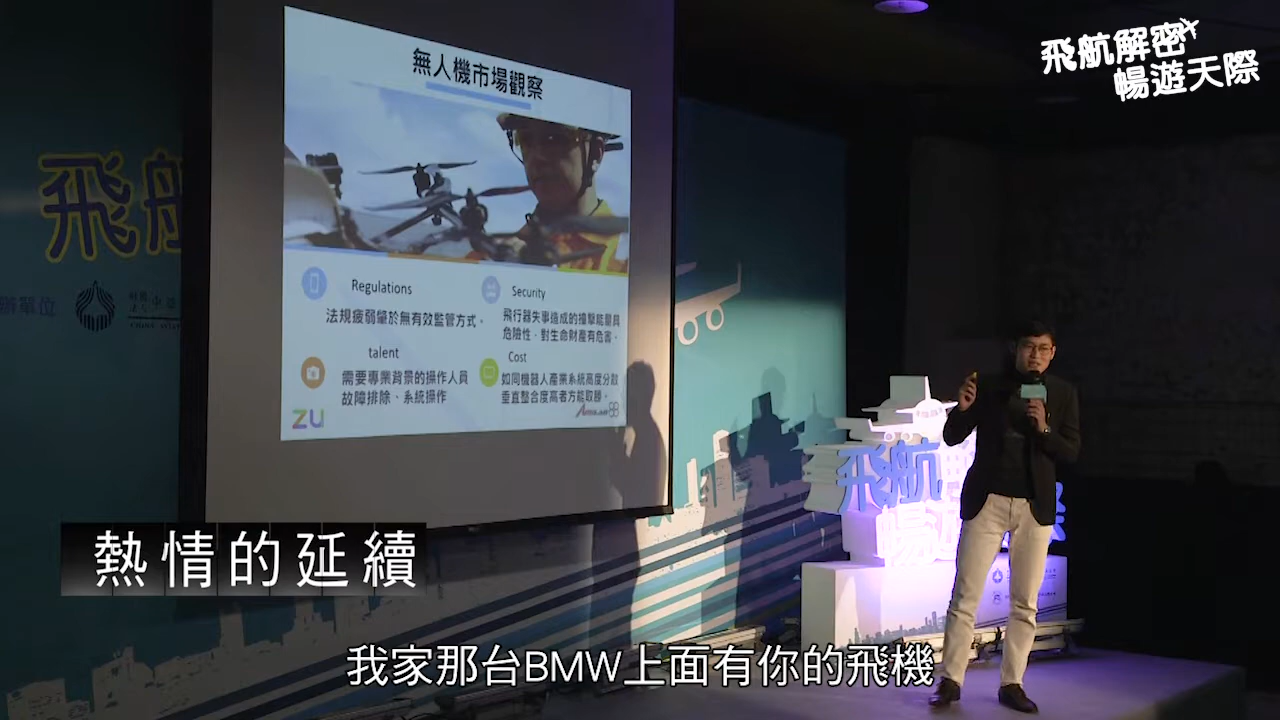 飛航解密
暢遊天際
無人機市場觀察
Regulations
法規疲弱肇於無有效監管方式。
Security
飛行器失事造成的撞擊能量具
危險性，對生命財產有危害。
talent
需要專業背景的操作人員
故障排除、系統操作
Cost
如同機器人產業系統高度分散
垂直整合度高者方能取勝。
zu
飛航
辦單位
飛航
暢遊
熱情的延續
我家那台BMW上面有你的飛機